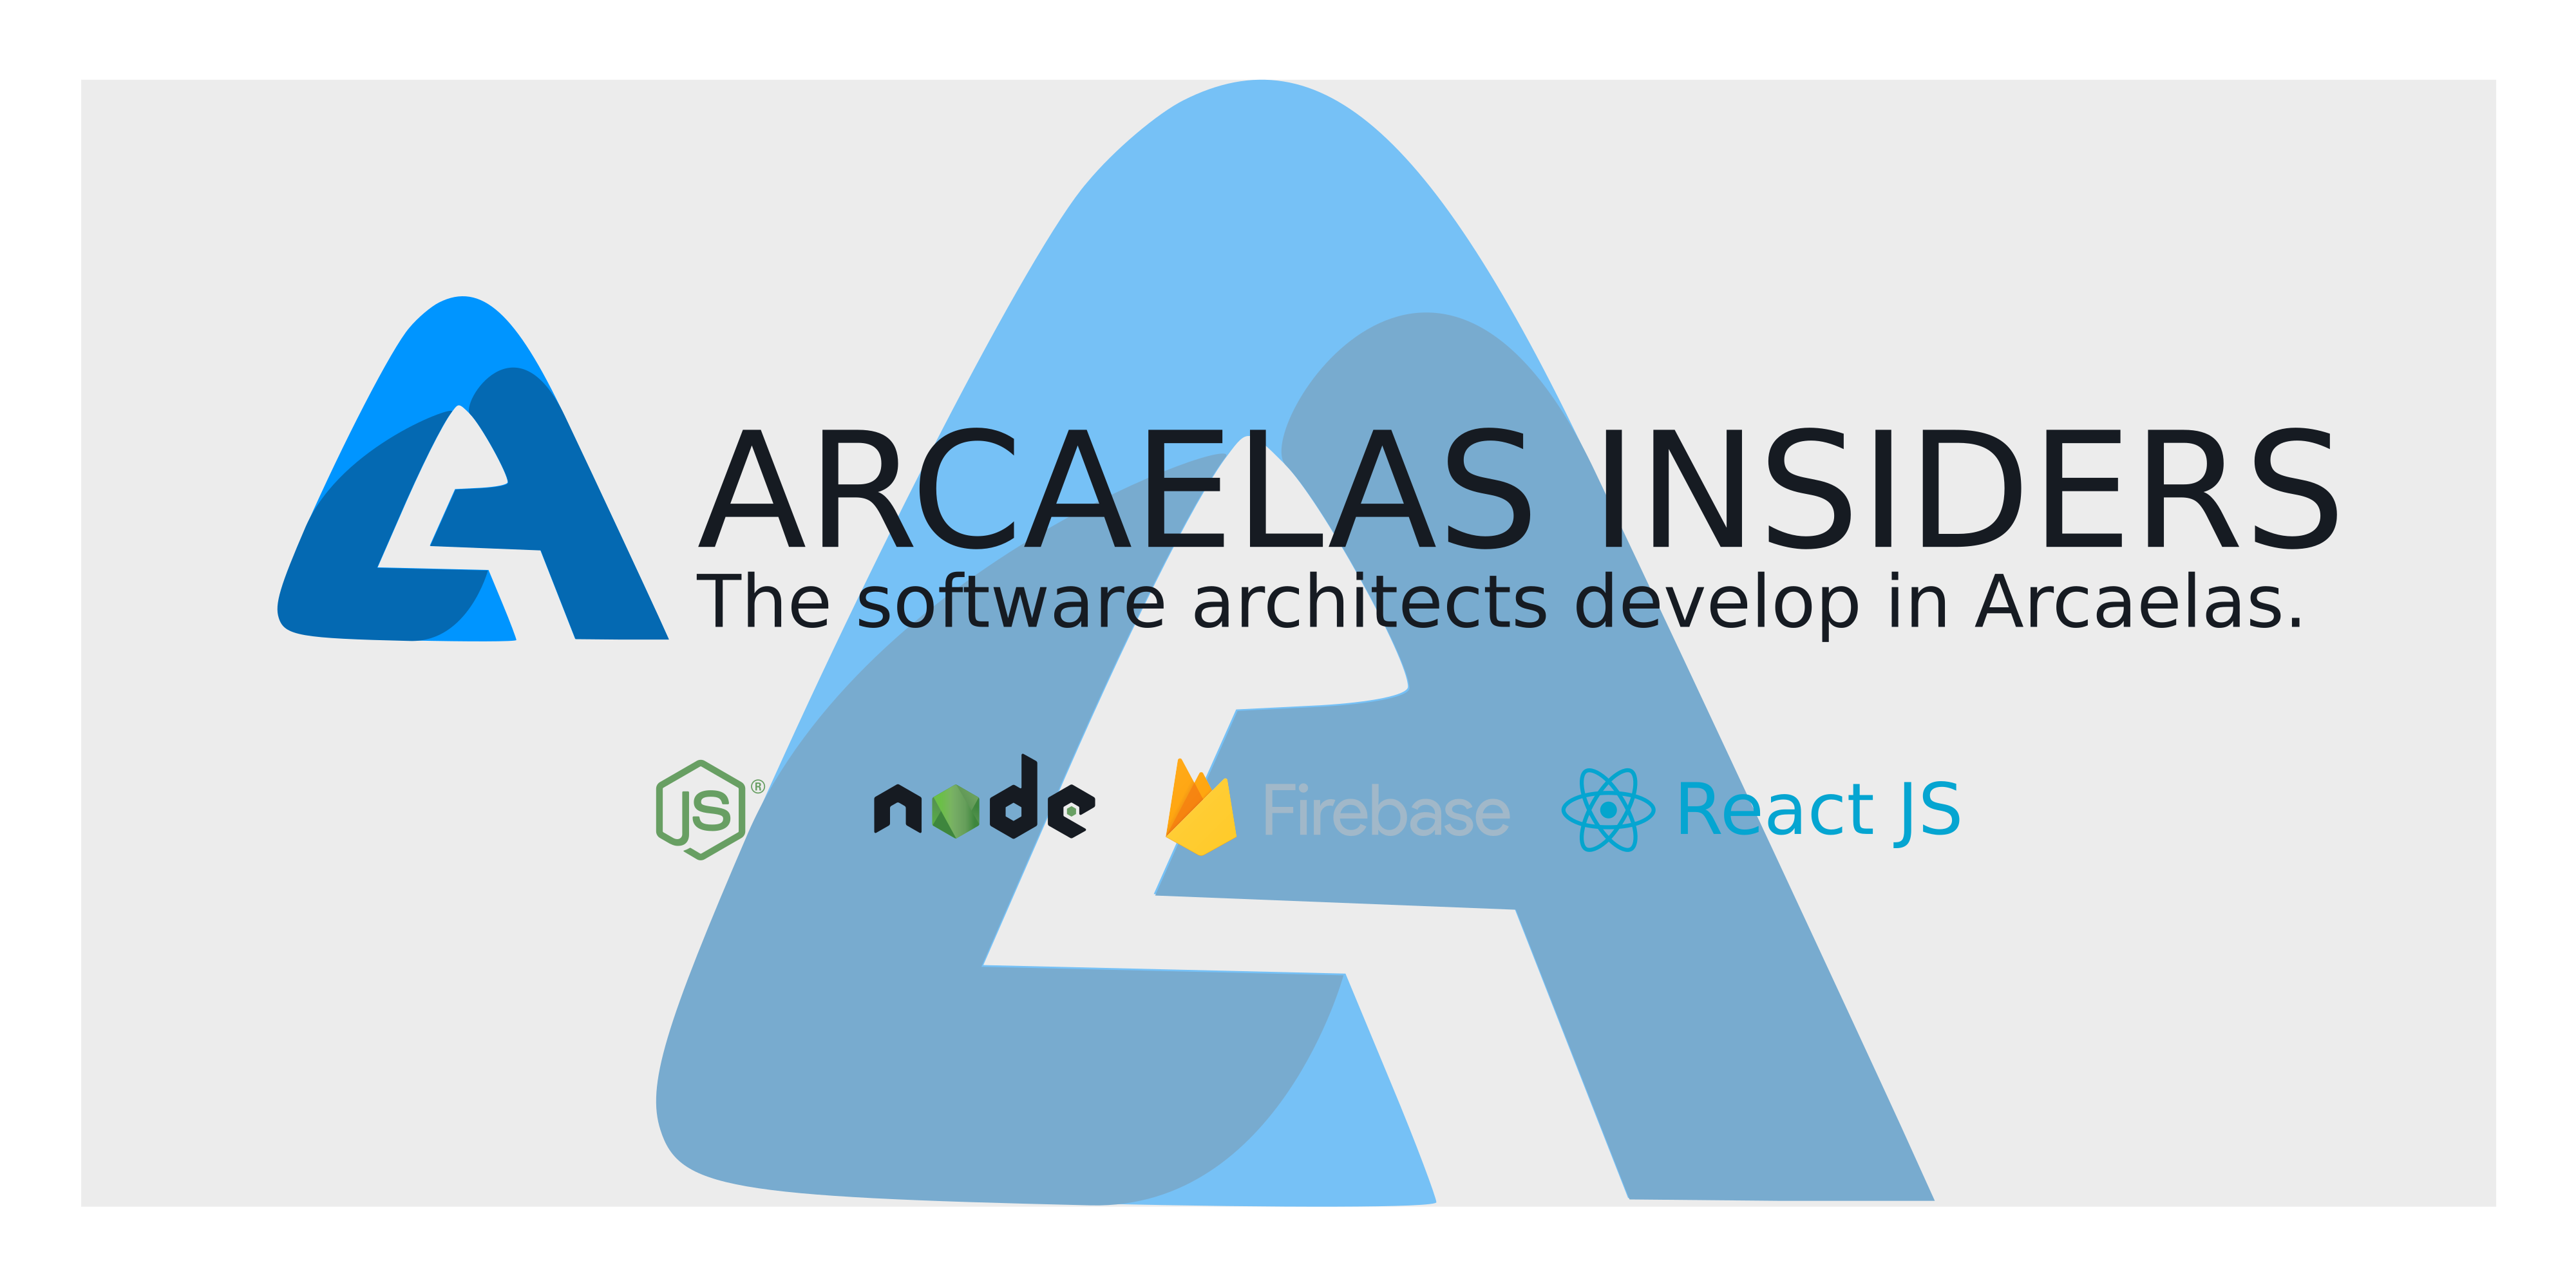 ARCAELAS INSIDERS
The software architects develop in Arcaelas.
JS® node Firebase React JS